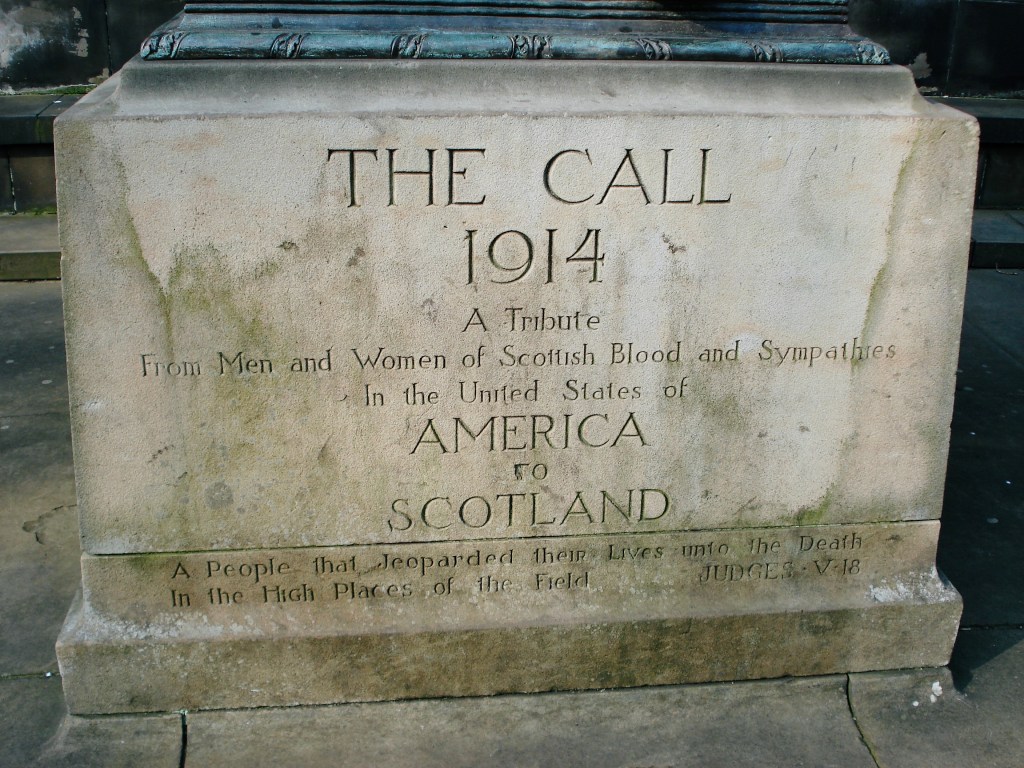 THE CALL
1914
A Tribute
From Men and Women of Scottish Blood and Sympathies
In the United States of
AMERICA
TO
SCOTLAND
A People that Jeoparded their Lives unto the Death
In the High Places of the Field. JUDGES · V · 18